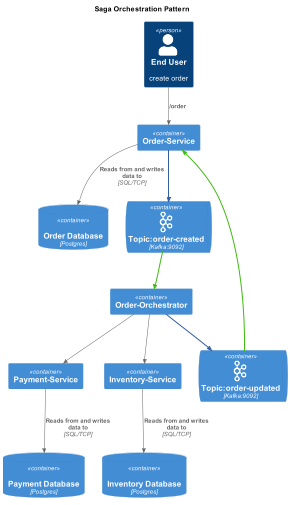 Saga Orchestration Pattern
«person»
End User
create order
/order
«container»
Order-Service
Reads from and writes
data to
[SQL/TCP]
«container»
Order Database
[Postgres]
«container»
Topic:order-created
[Kafka:9092]
«container»
Order-Orchestrator
«container»
Payment-Service
«container»
Inventory-Service
«container»
Topic:order-updated
[Kafka:9092]
Reads from and writes
data to
[SQL/TCP]
Reads from and writes
data to
[SQL/TCP]
«container»
Payment Database
[Postgres]
«container»
Inventory Database
[Postgres]